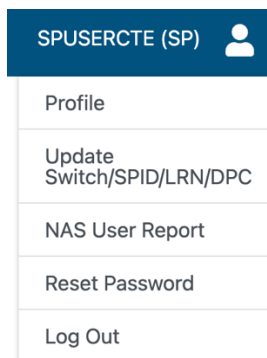 SPUSERCTE (SP)
Profile
Update
Switch/SPID/LRN/DPC
NAS User Report
Reset Password
Log Out